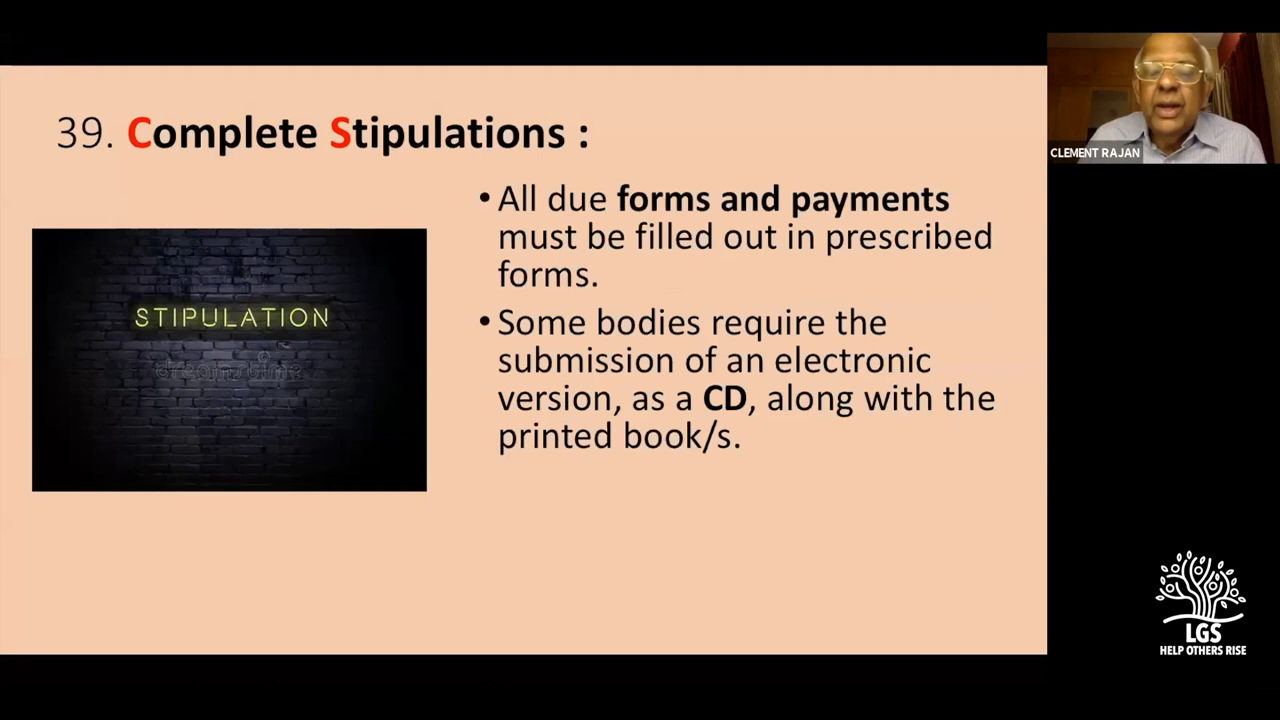 39. Complete Stipulations :
• All due forms and payments
must be filled out in prescribed
forms.
• Some bodies require the
submission of an electronic
version, as a CD, along with the
printed book/s.
STIPULATION
dreamstime
CLEMENT RAJAN
LGS
HELP OTHERS RISE